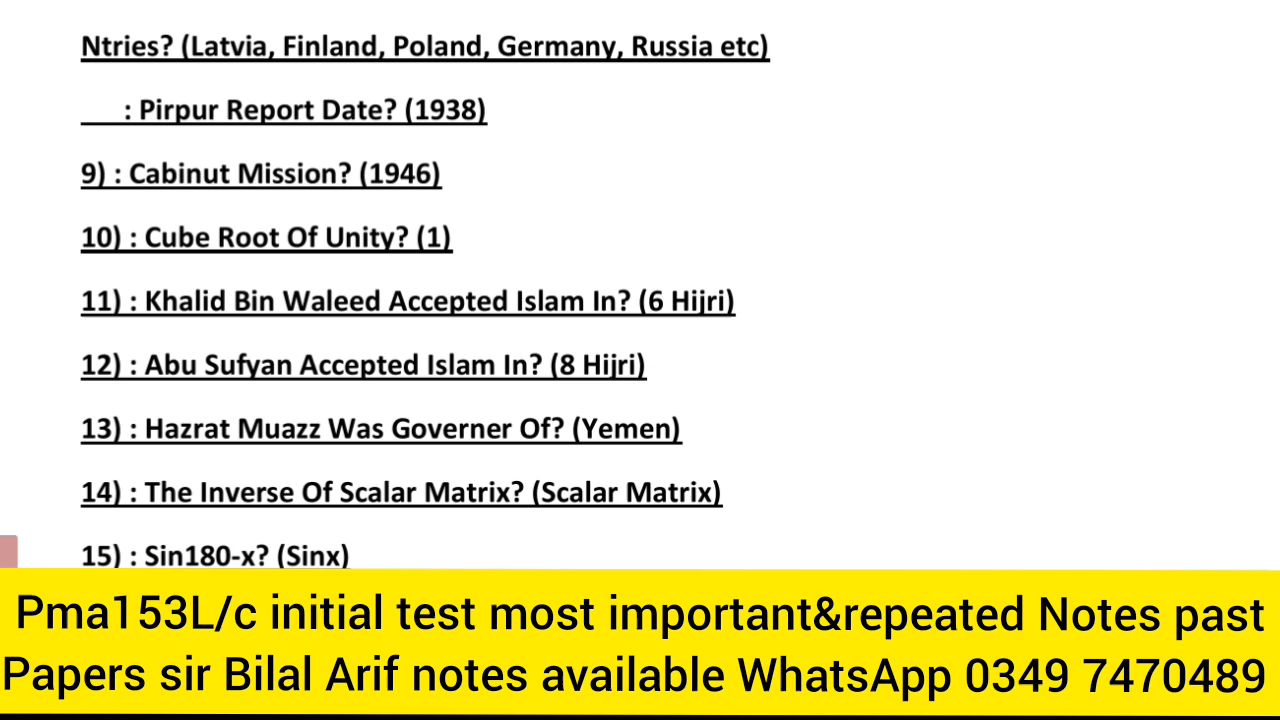 Ntries? (Latvia, Finland, Poland, Germany, Russia etc)
: Pirpur Report Date? (1938)
9) : Cabinut Mission? (1946)
10) : Cube Root Of Unity? (1)
11) : Khalid Bin Waleed Accepted Islam In? (6 Hijri)
12) : Abu Sufyan Accepted Islam In? (8 Hijri)
13) : Hazrat Muazz Was Governer Of? (Yemen)
14) : The Inverse Of Scalar Matrix? (Scalar Matrix)
15) : Sin180-x? (Sinx)
Pma153L/c initial test most important&repeated Notes past
Papers sir Bilal Arif notes available WhatsApp 0349 7470489